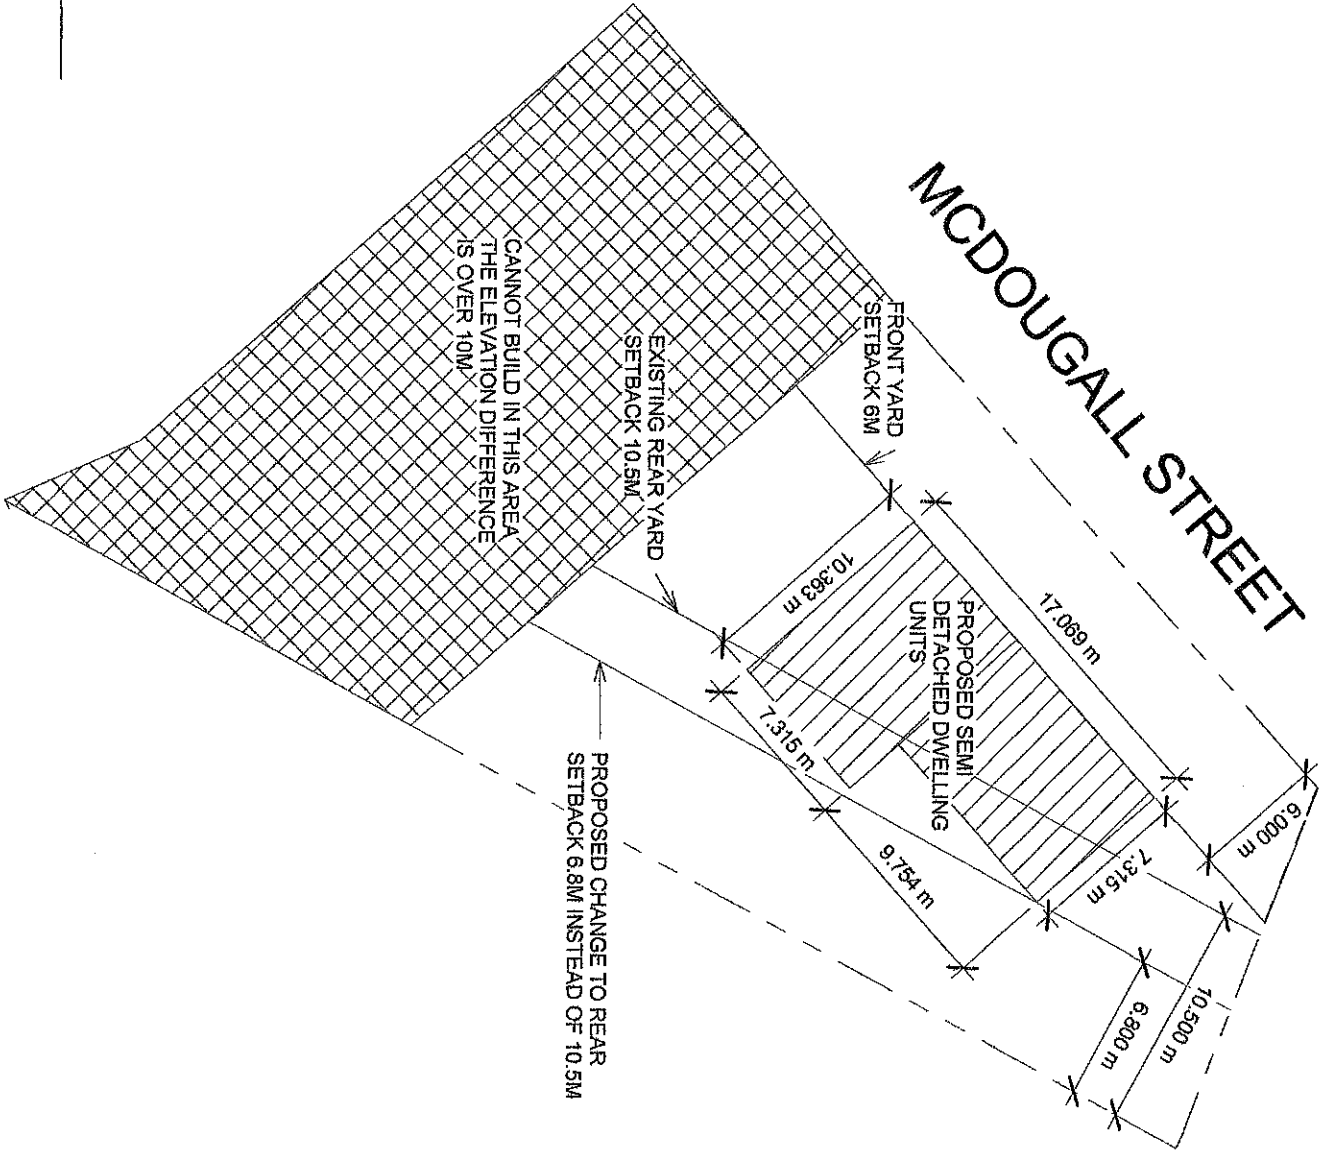 MCDOUGALL STREET
FRONT YARD
SETBACK 6M
EXISTING REAR YARD
SETBACK 10.5M
CANNOT BUILD IN THIS AREA
THE ELEVATION DIFFERENCE
IS OVER 10M
PROPOSED SEMI
DETACHED DWELLING
UNITS
17.069 m
10.363 m
7.315 m
9.754 m
7.315 m
6.000 m
10.500 m
6.800 m
PROPOSED CHANGE TO REAR
SETBACK 6.8M INSTEAD OF 10.5M